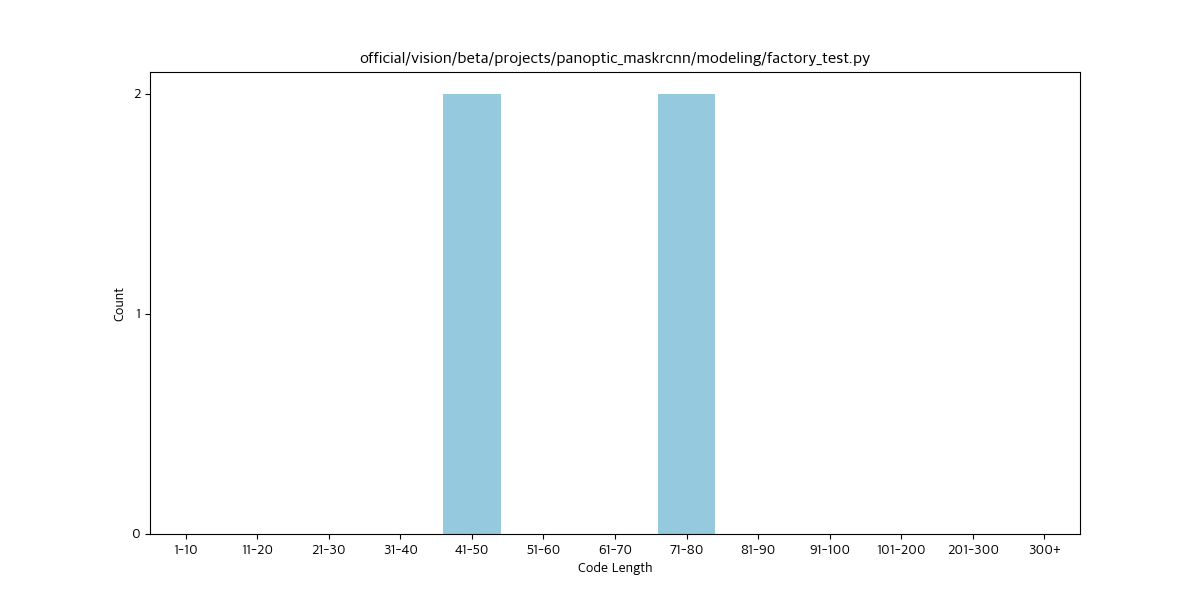 official/vision/beta/projects/panoptic_maskrcnn/modeling/factory_test.py
2
1
0
Count
1-10 11-20 21-30 31-40 41-50 51-60 61-70 71-80 81-90 91-100 101-200 201-300 300+
Code Length